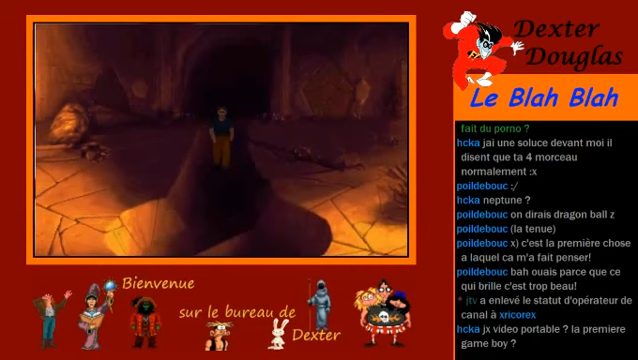 Dexter
Douglas
Le Blah Blah
fait du porno ?
hcka jai une soluce devant moi il
disent que ta 4 morceau
normalement :x
poildebouc :/
hcka neptune ?
poildebouc on dirais dragon ball z
poildebouc (la tenue)
poildebouc x) c'est la première chose
a laquel ca m'a fait penser!
poildebouc bah ouais parce que ce
qui brille c'est trop beau!
* jtv a enlevé le statut d'opérateur de
canal à xricorex
hcka jx video portable ? la premiere
game boy ?
Bienvenue
sur le bureau de
Dexter